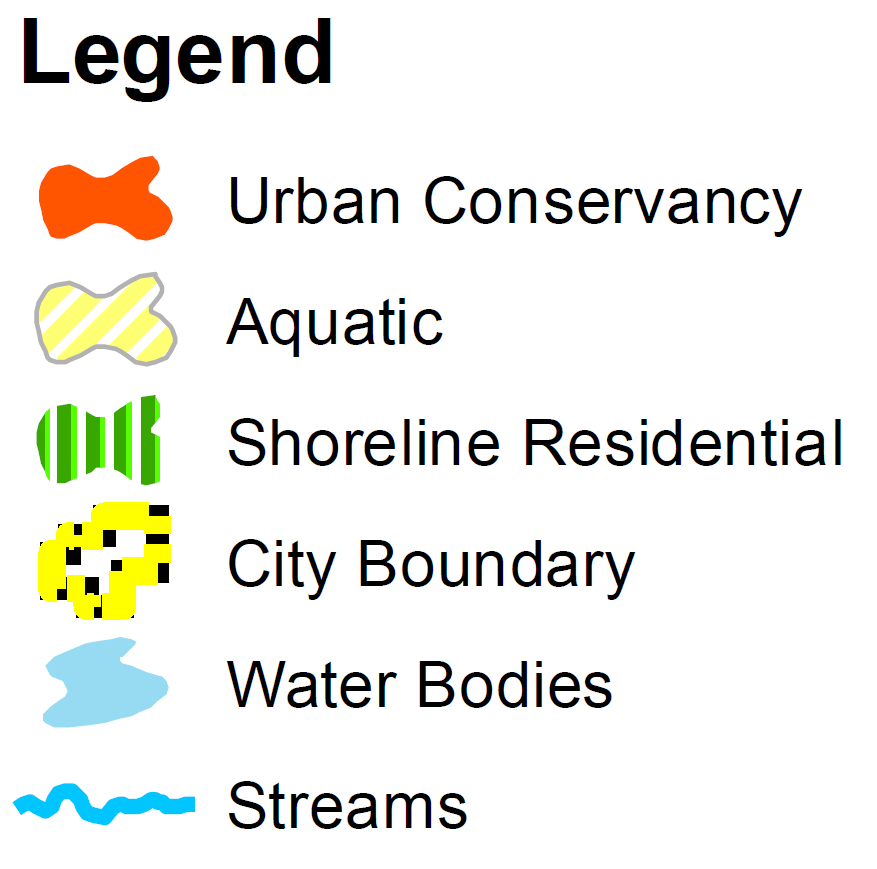 Legend
Urban Conservancy
Aquatic
Shoreline Residential
City Boundary
Water Bodies
Streams